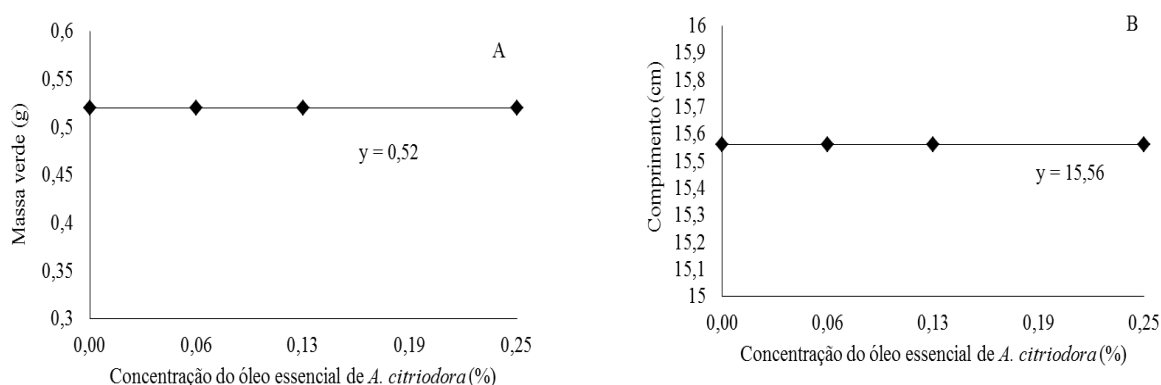 A
Massa verde (g)
0,6
0,55
0,5
0,45
0,4
0,35
0,3
y = 0,52
0,00 0,06 0,13 0,19 0,25
Concentração do óleo essencial de A. citriodora (%)
B
Comprimento (cm)
16
15,9
15,8
15,7
15,6
15,5
15,4
15,3
15,2
15,1
15
y = 15,56
0,00 0,06 0,13 0,19 0,25
Concentração do óleo essencial de A. citriodora (%)